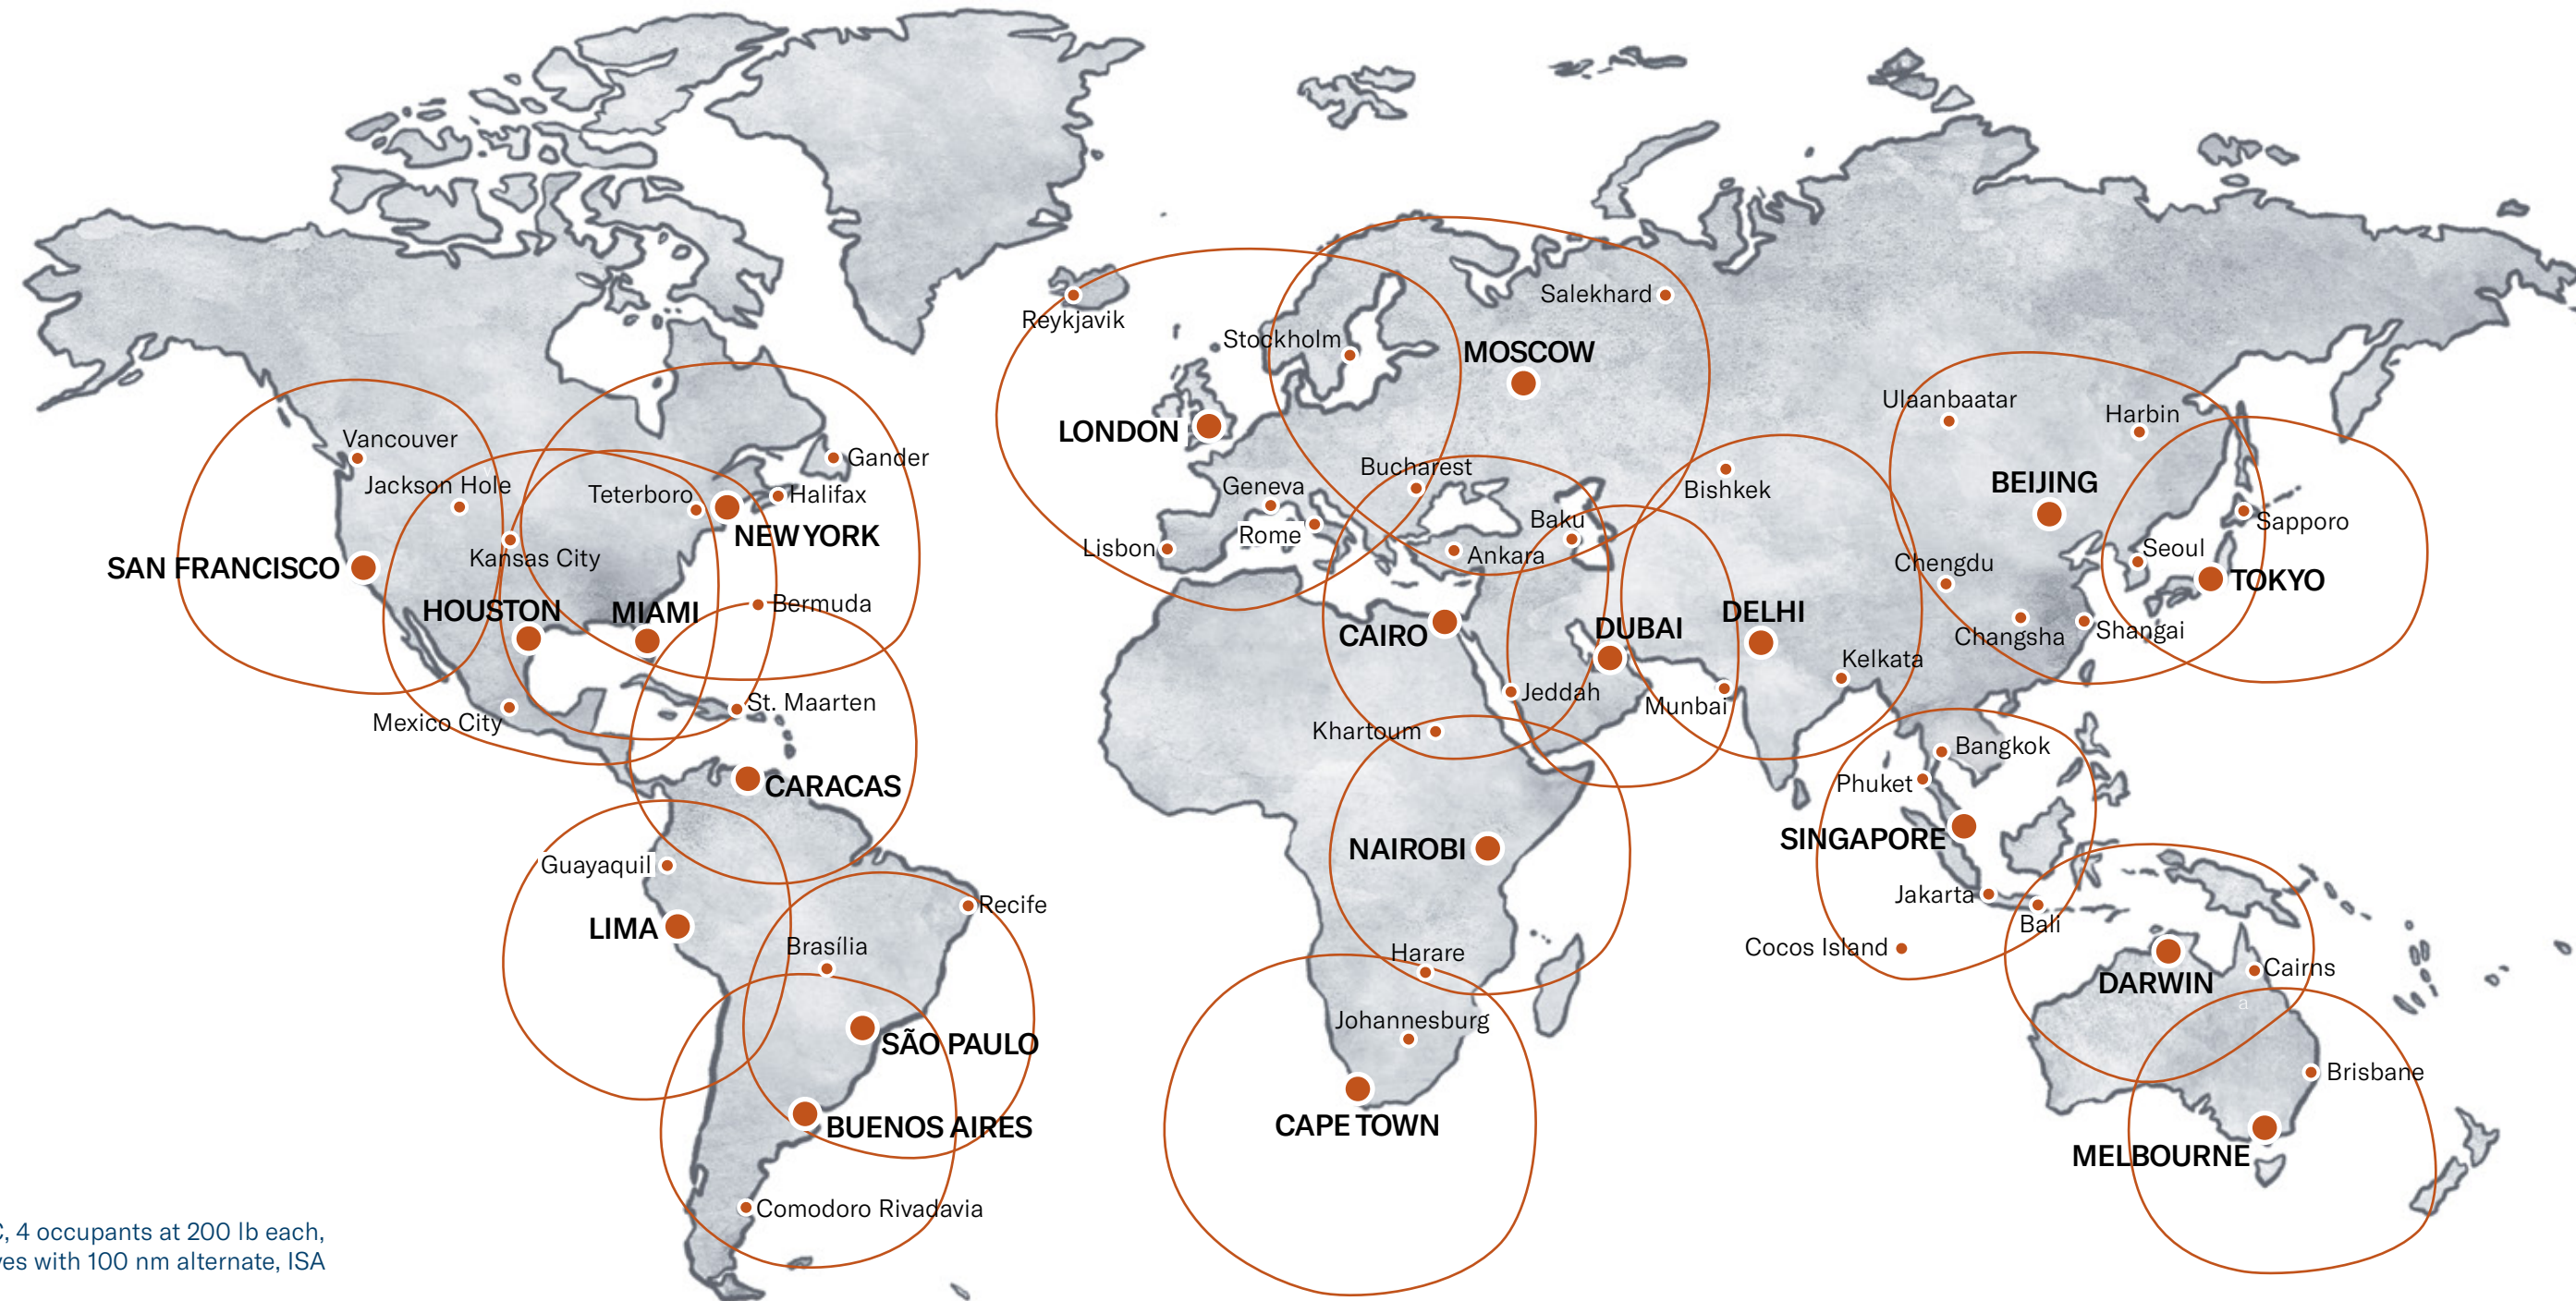 Reykjavik
Salekhard
Stockholm
MOSCOW
LONDON
Ulaanbaatar
Harbin
Vancouver
Gander
Jackson Hole
Teterboro
Halifax
NEW YORK
Kansas City
SAN FRANCISCO
HOUSTON
MIAMI
Bermuda
Mexico City
St. Maarten
CARACAS
Bucharest
Geneva
Rome
Lisbon
Baku
Ankara
Bishkek
BEIJING
Sapporo
Seoul
TOKYO
Chengdu
Changsha
Shangai
CAIRO
DUBAI
DELHI
Kelkata
Jeddah
Munbai
Khartoum
Bangkok
Phuket
SINGAPORE
NAIROBI
Guayaquil
LIMA
Recife
Brasília
Jakarta
Bali
Cocos Island
Harare
DARWIN
Cairns
a
Johannesburg
SÃO PAULO
BUENOS AIRES
CAPE TOWN
Brisbane
MELBOURNE
Comodoro Rivadavia
, 4 occupants at 200 lb each,
with 100 nm alternate, ISA